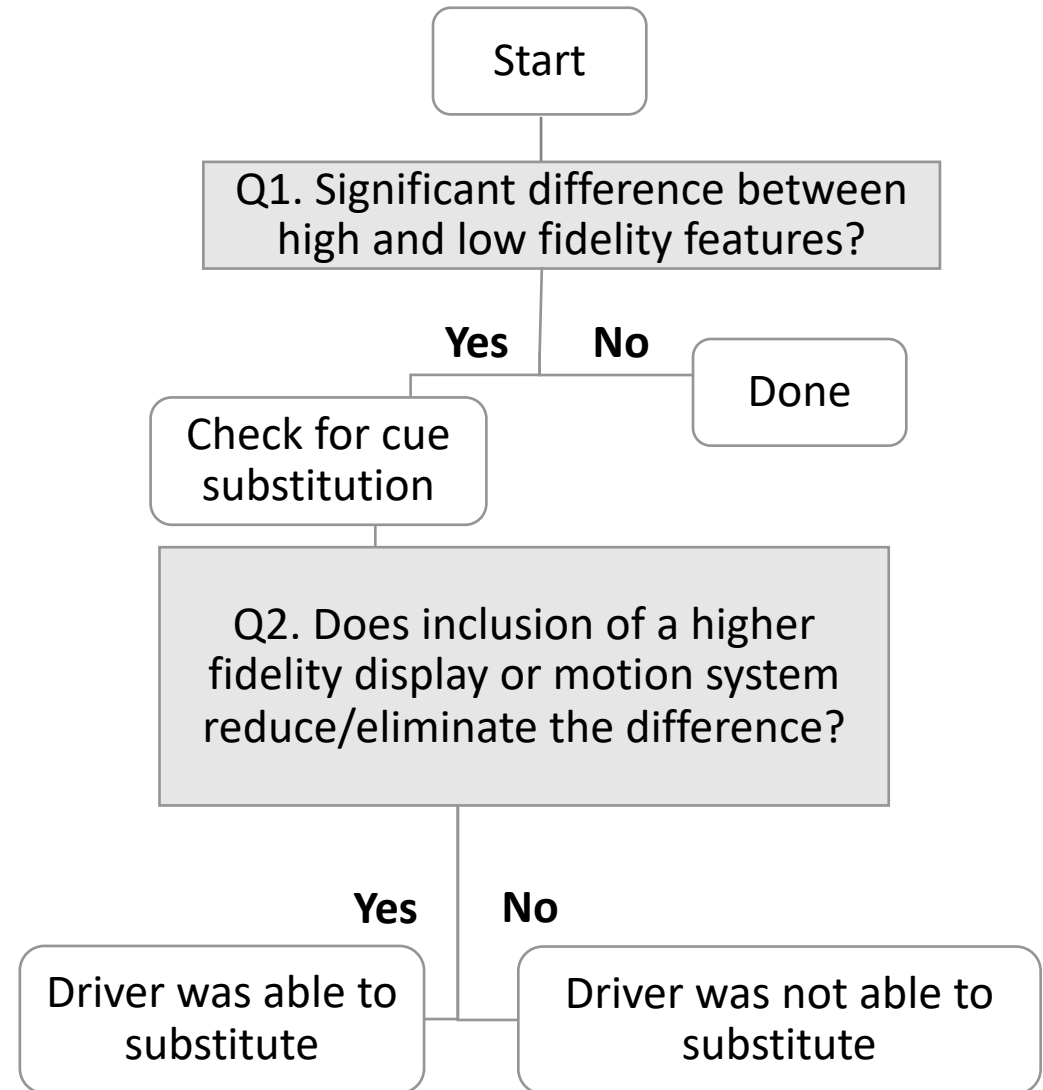 Start
Q1. Significant difference between
high and low fidelity features?
Yes
No
Done
Check for cue
substitution
Q2. Does inclusion of a higher
fidelity display or motion system
reduce/eliminate the difference?
Yes
No
Driver was able to
substitute
Driver was not able to
substitute